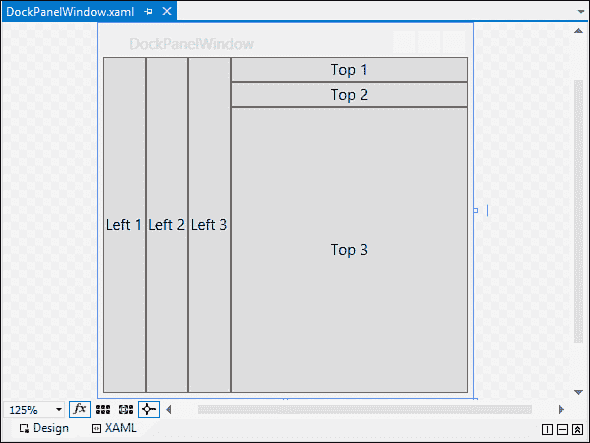 DockPanelWindow.xaml
DockPanelWindow
Top 1
Top 2
Left 1 Left 2 Left 3
Top 3
125% fx
Design XAML